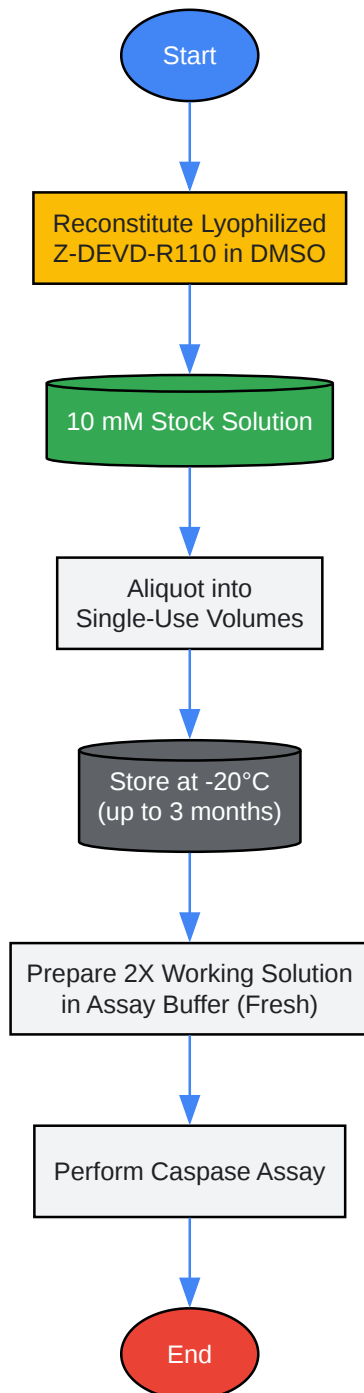 Start
Reconstitute Lyophilized
Z-DEVD-R110 in DMSO
10 mM Stock Solution
Aliquot into
Single-Use Volumes
Store at -20°C
(up to 3 months)
Prepare 2X Working Solution
in Assay Buffer (Fresh)
Perform Caspase Assay
End